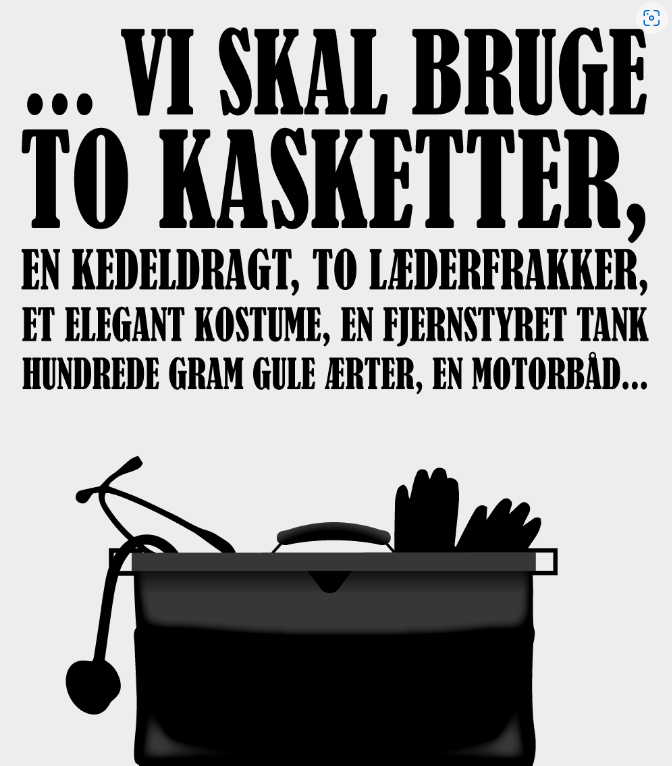 ... VI SKAL BRUGE
TO KASKETTER,
EN KEDELDRAGT, TO LÆDERFRAKKER,
ET ELEGANT KOSTUME, EN FJERNSTYRET TANK
HUNDREDE GRAM GULE ÆRTER, EN MOTORBÅD...